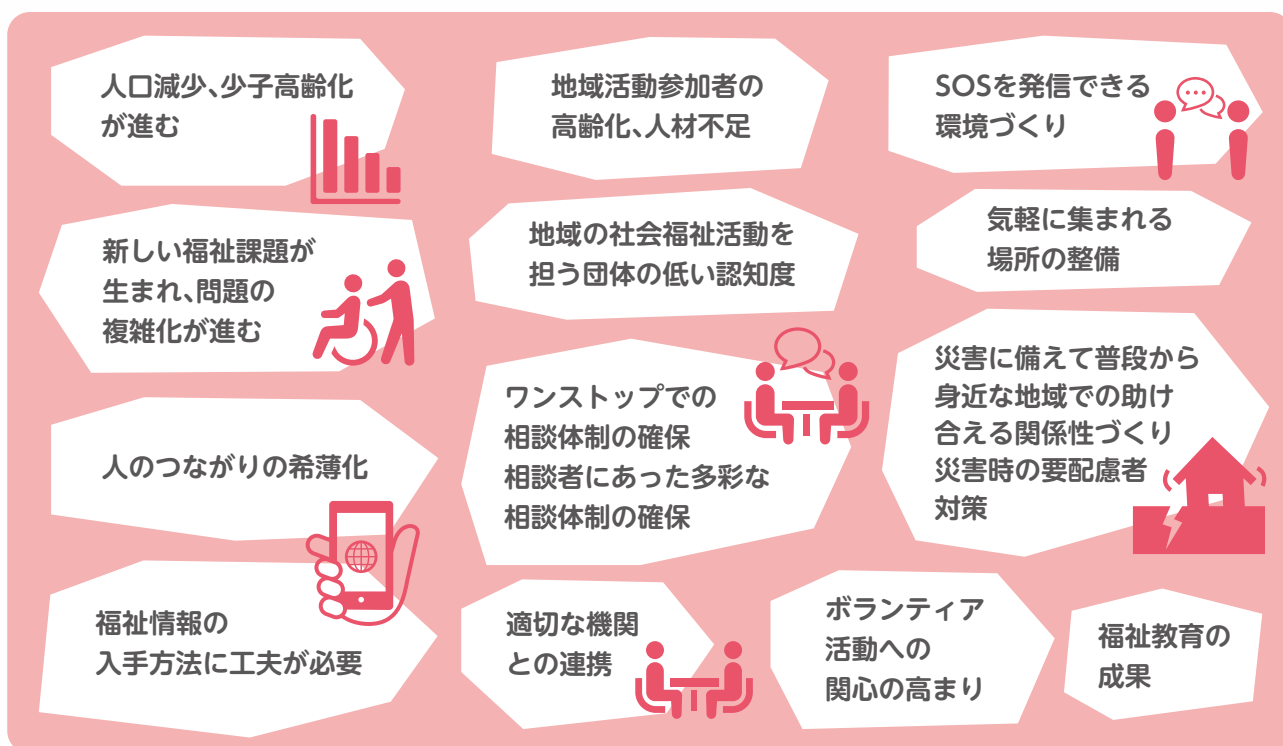 人口減少、少子高齢化
が進む
地域活動参加者の
高齢化、人材不足
SOSを発信できる
環境づくり
新しい福祉課題が
生まれ、問題の
複雑化が進む
地域の社会福祉活動を
担う団体の低い認知度
気軽に集まれる
場所の整備
人のつながりの希薄化
ワンストップでの
相談体制の確保
相談者にあった多彩な
相談体制の確保
災害に備えて普段から
身近な地域での助け
合える関係性づくり
災害時の要配慮者
対策
福祉情報の
入手方法に工夫が必要
適切な機関
との連携
ボランティア
活動への
関心の高まり
福祉教育の
成果